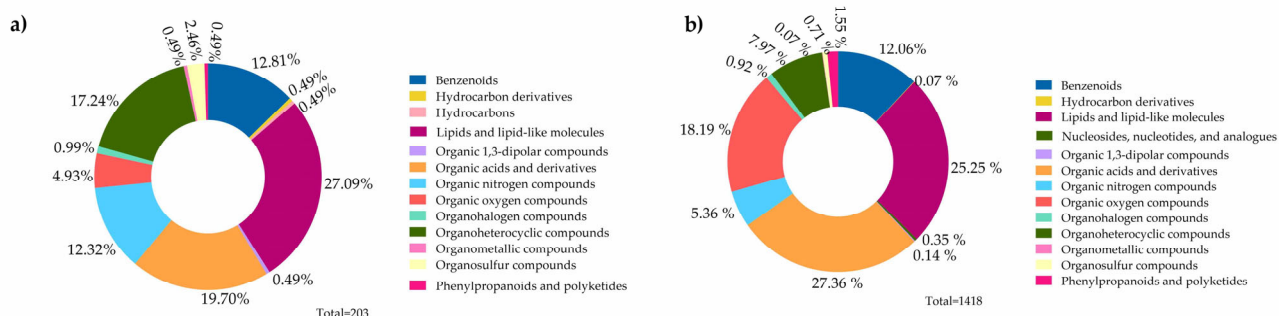 a)
0.49%
2.46%
0.49%
12.81%
0.49%
0.49%
27.09%
0.49%
19.70%
12.32%
4.93%
0.99%
17.24%
Benzenoids
Hydrocarbon derivatives
Hydrocarbons
Lipids and lipid-like molecules
Organic 1,3-dipolar compounds
Organic acids and derivatives
Organic nitrogen compounds
Organic oxygen compounds
Organohalogen compounds
Organoheterocyclic compounds
Organometallic compounds
Organosulfur compounds
Phenylpropanoids and polyketides
Total=203
b)
0.92 %
7.97 %
0.07 %
0.71 %
1.55 %
12.06%
0.07 %
25.25 %
0.35 %
0.14 %
27.36 %
5.36 %
18.19 %
Benzenoids
Hydrocarbon derivatives
Lipids and lipid-like molecules
Nucleosides, nucleotides, and analogues
Organic 1,3-dipolar compounds
Organic acids and derivatives
Organic nitrogen compounds
Organic oxygen compounds
Organohalogen compounds
Organoheterocyclic compounds
Organometallic compounds
Organosulfur compounds
Phenylpropanoids and polyketides
Total=1418